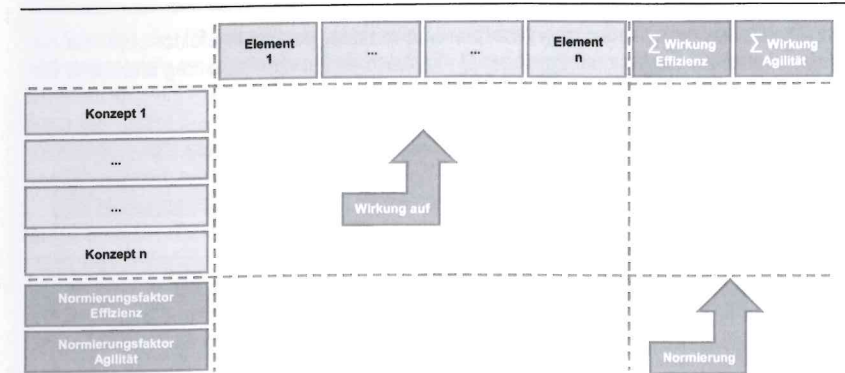 Element
1
...
...
Element
n
∑ Wirkung
Effizienz
∑ Wirkung
Agilität
Konzept 1
...
...
Konzept n
Wirkung auf
Normierungsfaktor
Effizienz
Normierungsfaktor
Agilität
Normierung